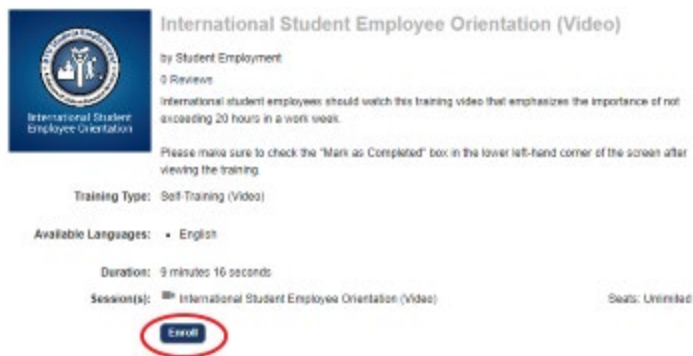 International Student Employee Orientation (Video)
by Student Employment
0 Reviews
International Student
Employee Orientation
International student employees should watch this training video that emphasizes the importance of not
exceeding 20 hours in a work week.
Please make sure to check the "Mark as Completed" box in the lower left-hand corner of the screen after
viewing the training.
Training Type: Self-Training (Video)
Available Languages: • English
Duration: 9 minutes 16 seconds
Session(s): International Student Employee Orientation (Video) Seats: Unlimited
Enroll